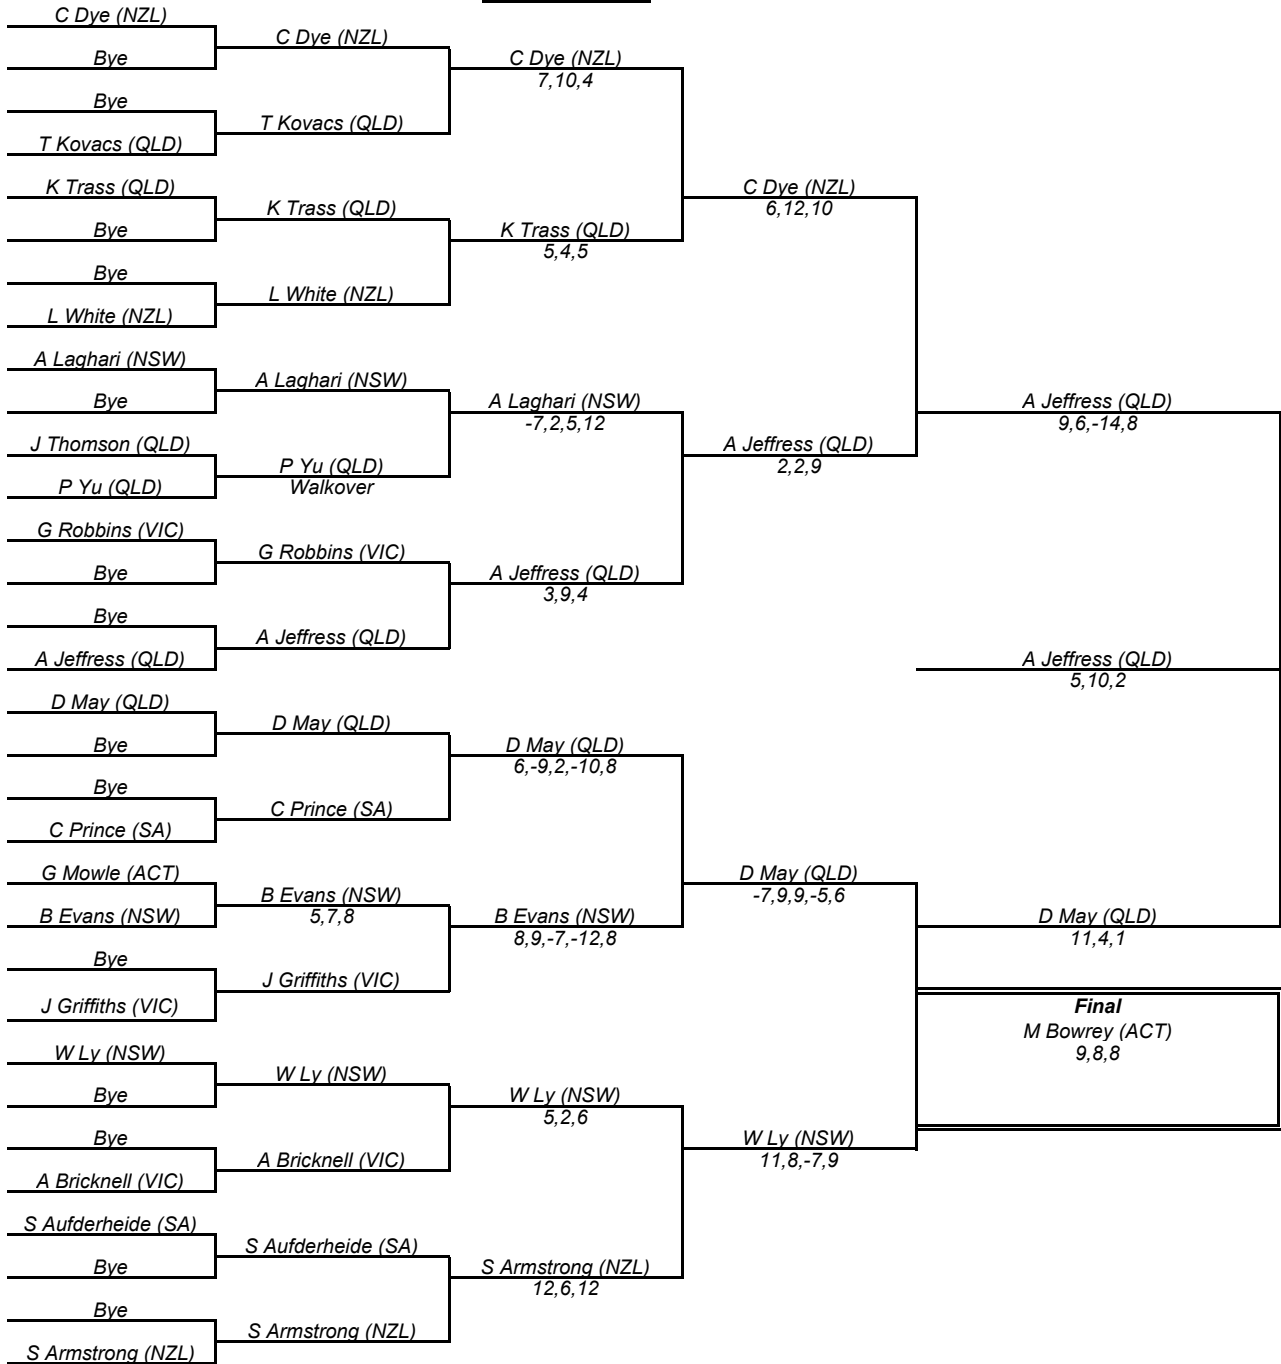 C Dye (NZL)
Bye
Bye
T Kovacs (QLD)
K Trass (QLD)
Bye
Bye
L White (NZL)
A Laghari (NSW)
Bye
J Thomson (QLD)
P Yu (QLD)
G Robbins (VIC)
Bye
Bye
A Jeffress (QLD)
D May (QLD)
Bye
Bye
C Prince (SA)
G Mowle (ACT)
B Evans (NSW)
Bye
J Griffiths (VIC)
W Ly (NSW)
Bye
Bye
A Bricknell (VIC)
S Aufderheide (SA)
Bye
Bye
S Armstrong (NZL)
C Dye (NZL)
T Kovacs (QLD)
K Trass (QLD)
L White (NZL)
A Laghari (NSW)
P Yu (QLD)
Walkover
G Robbins (VIC)
A Jeffress (QLD)
D May (QLD)
C Prince (SA)
B Evans (NSW)
5,7,8
J Griffiths (VIC)
W Ly (NSW)
A Bricknell (VIC)
S Aufderheide (SA)
S Armstrong (NZL)
C Dye (NZL)
7,10,4
K Trass (QLD)
5,4,5
A Laghari (NSW)
-7,2,5,12
A Jeffress (QLD)
3,9,4
D May (QLD)
6,-9,2,-10,8
B Evans (NSW)
8,9,-7,-12,8
W Ly (NSW)
5,2,6
S Armstrong (NZL)
12,6,12
C Dye (NZL)
6,12,10
A Jeffress (QLD)
2,2,9
D May (QLD)
-7,9,9,-5,6
W Ly (NSW)
11,8,-7,9
A Jeffress (QLD)
9,6,-14,8
A Jeffress (QLD)
5,10,2
D May (QLD)
11,4,1
Final
M Bowrey (ACT)
9,8,8